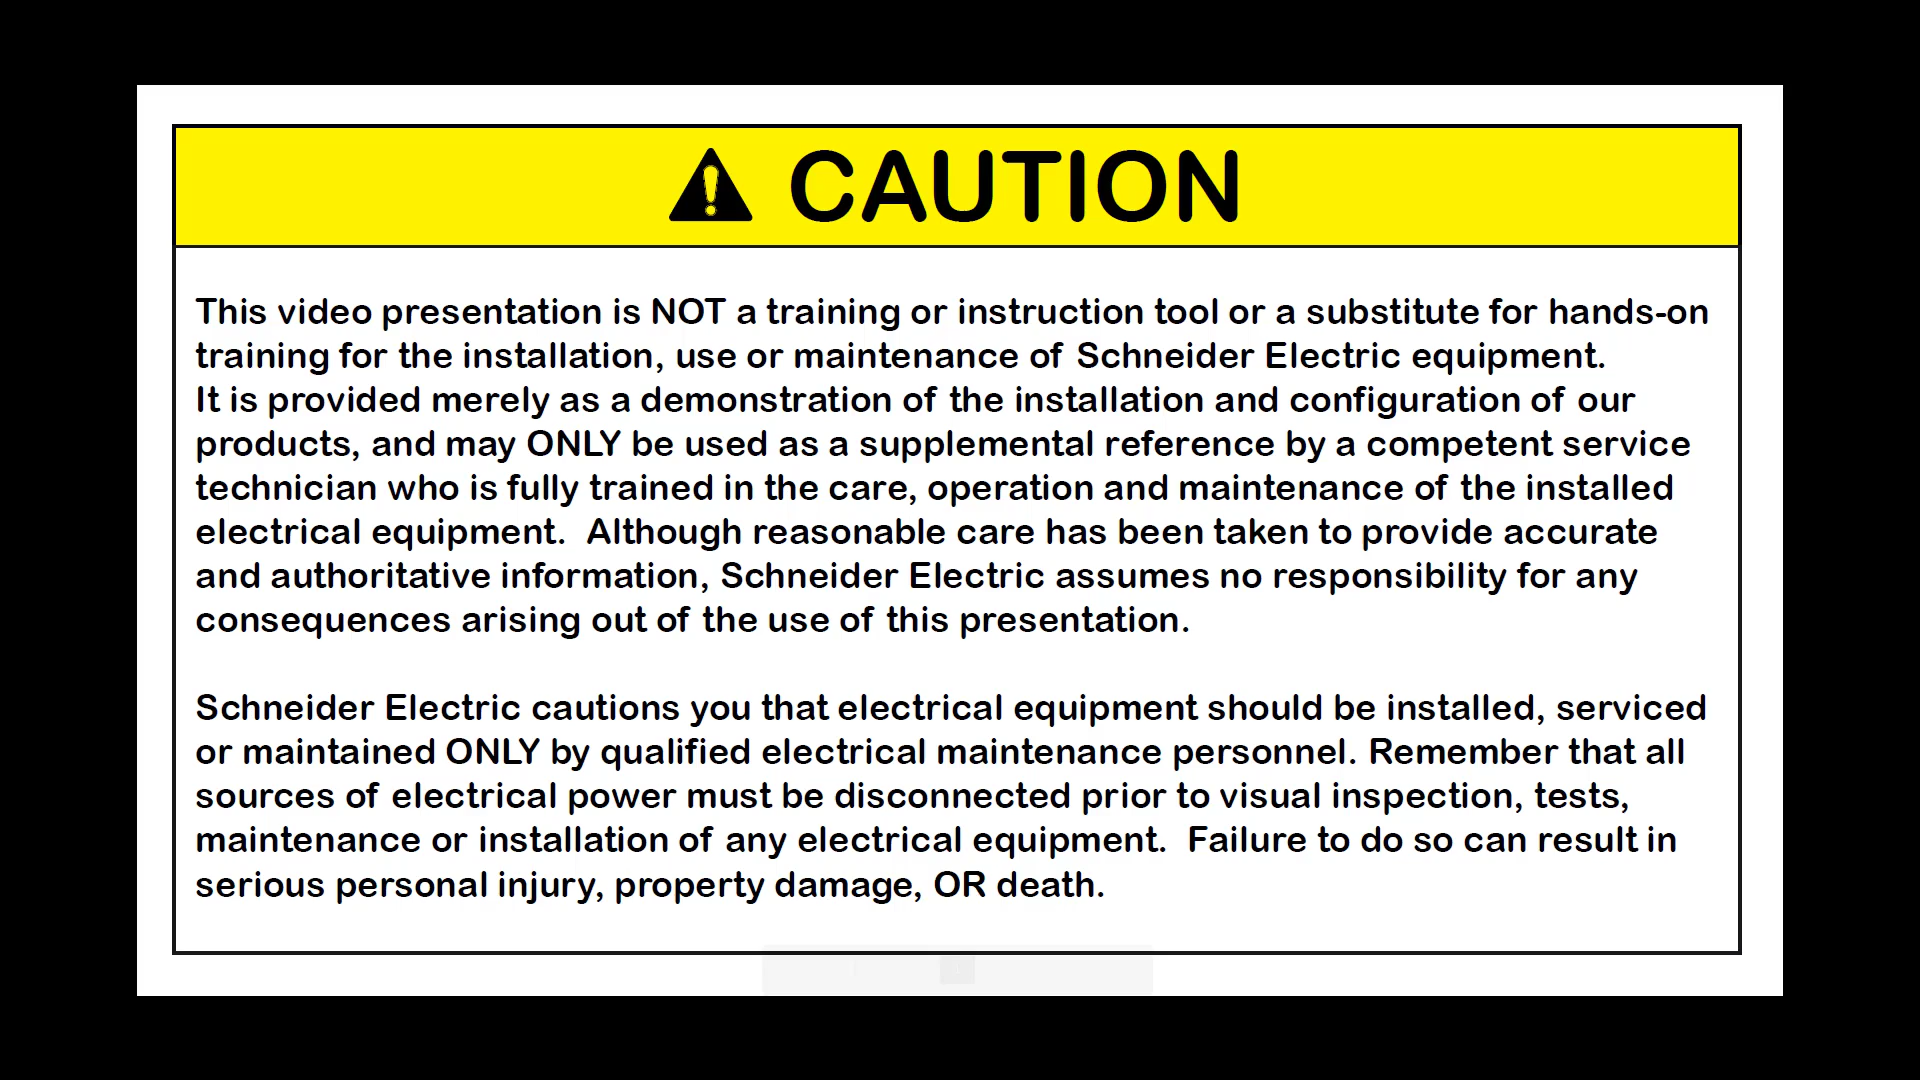 CAUTION
This video presentation is NOT a training or instruction tool or a substitute for hands-on
training for the installation, use or maintenance of Schneider Electric equipment.
It is provided merely as a demonstration of the installation and configuration of our
products, and may ONLY be used as a supplemental reference by a competent service
technician who is fully trained in the care, operation and maintenance of the installed
electrical equipment.  Although reasonable care has been taken to provide accurate
and authoritative information, Schneider Electric assumes no responsibility for any
consequences arising out of the use of this presentation.
Schneider Electric cautions you that electrical equipment should be installed, serviced
or maintained ONLY by qualified electrical maintenance personnel. Remember that all
sources of electrical power must be disconnected prior to visual inspection, tests,
maintenance or installation of any electrical equipment.  Failure to do so can result in
serious personal injury, property damage, OR death.